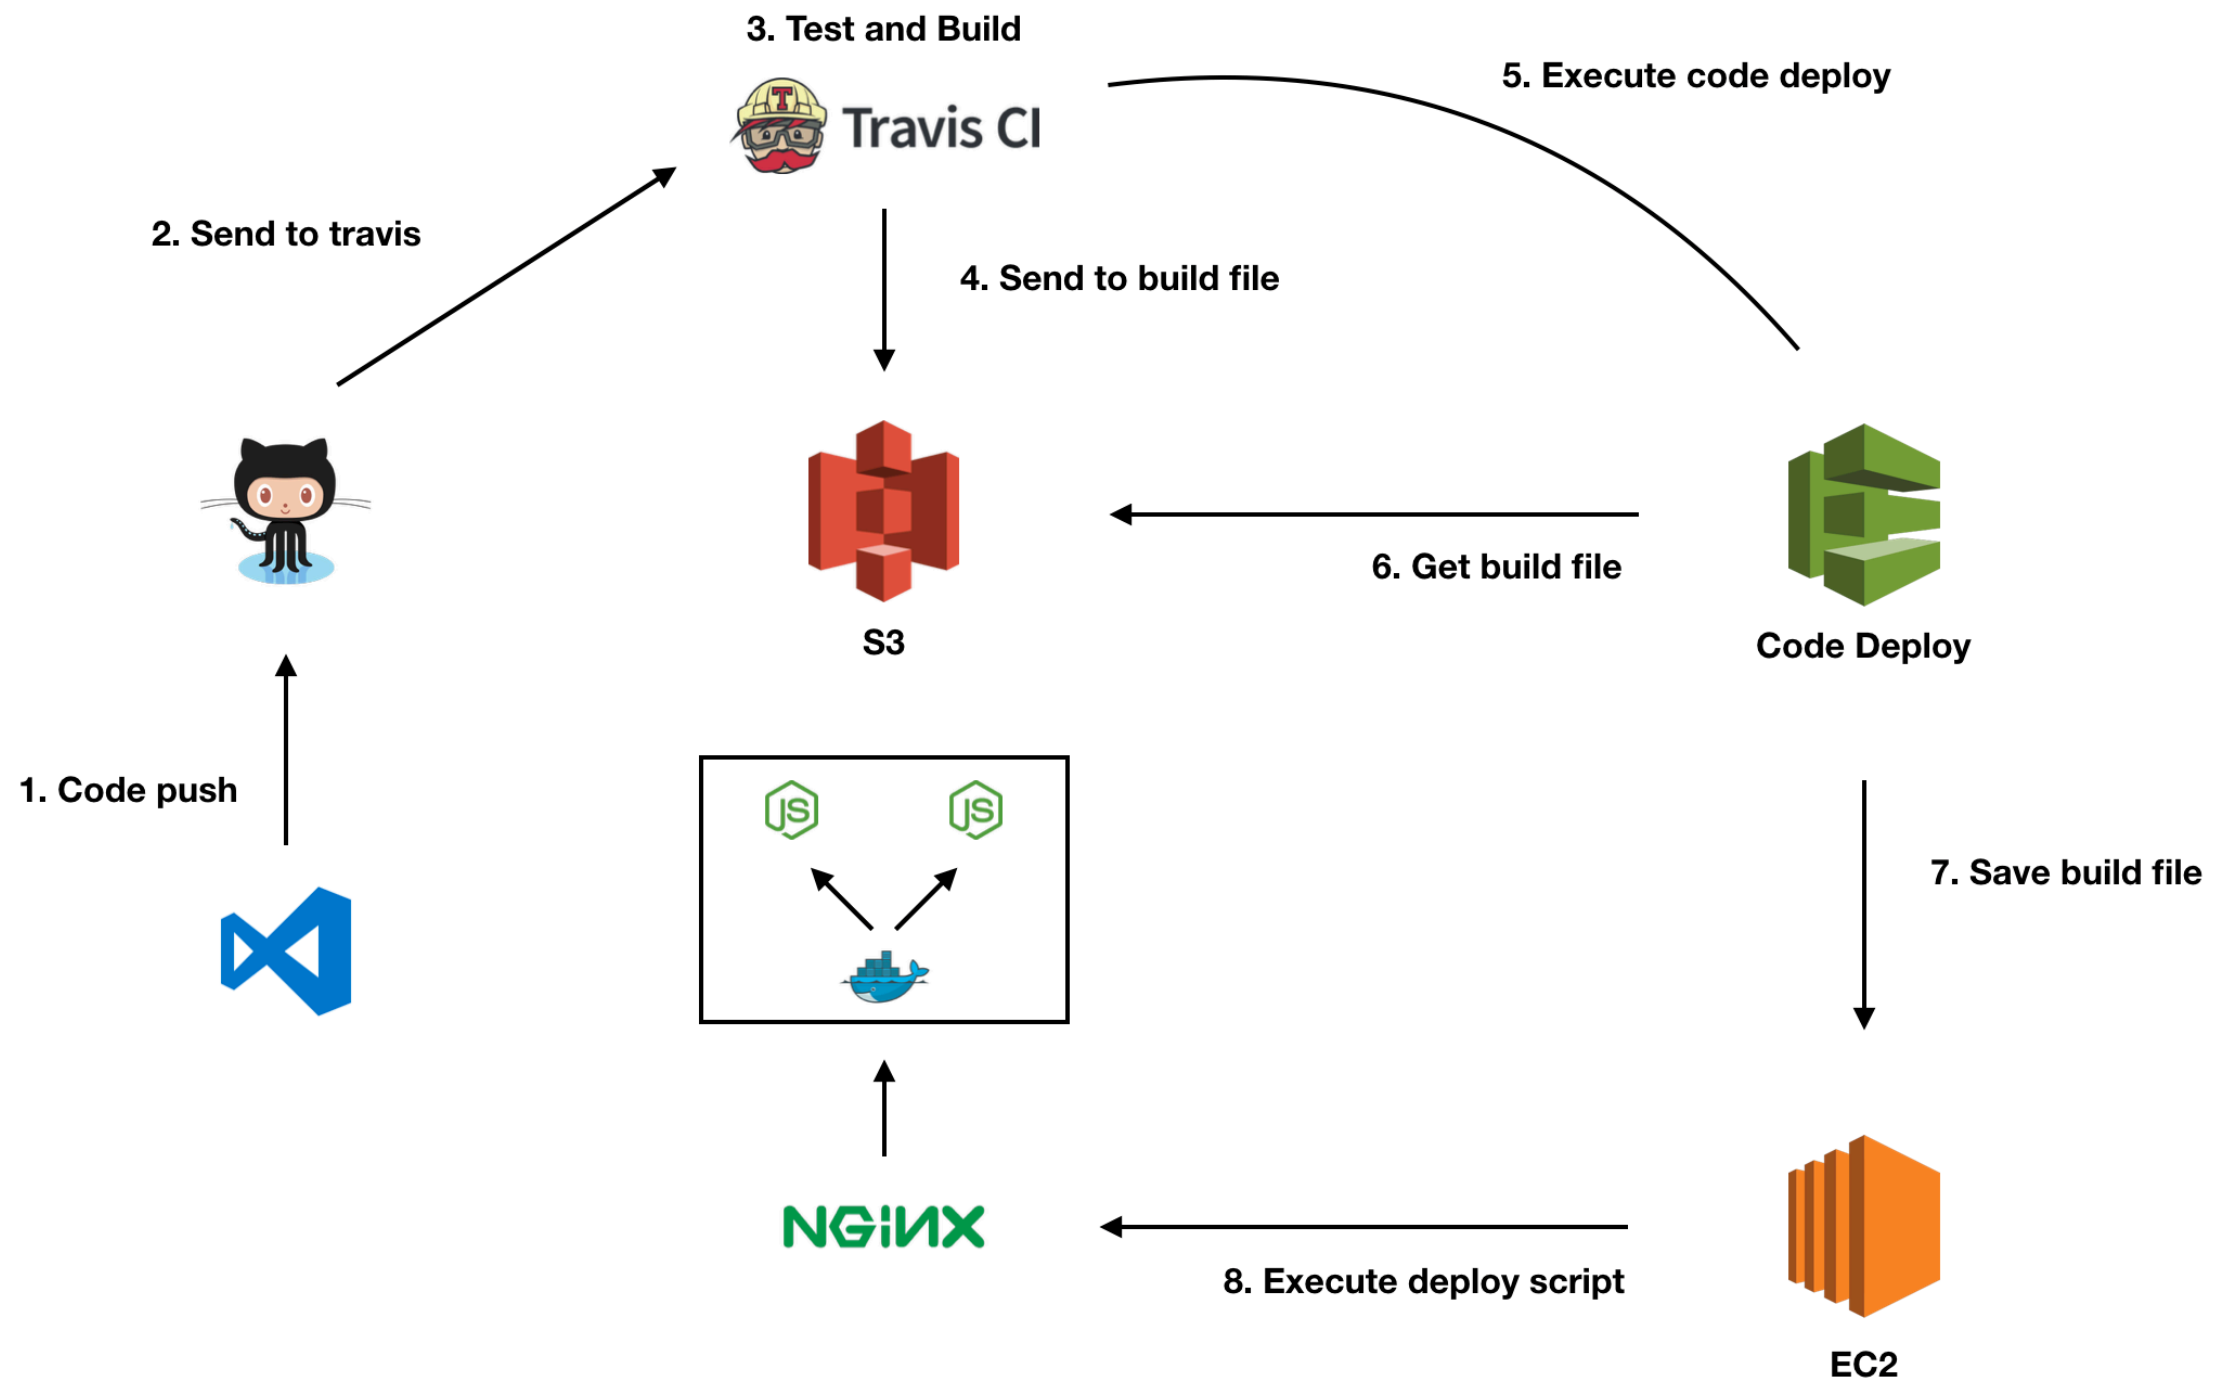 3. Test and Build
T
Travis CI
5. Execute code deploy
2. Send to travis
4. Send to build file
6. Get build file
S3
Code Deploy
1. Code push
JS
JS
7. Save build file
NGiNX
8. Execute deploy script
EC2